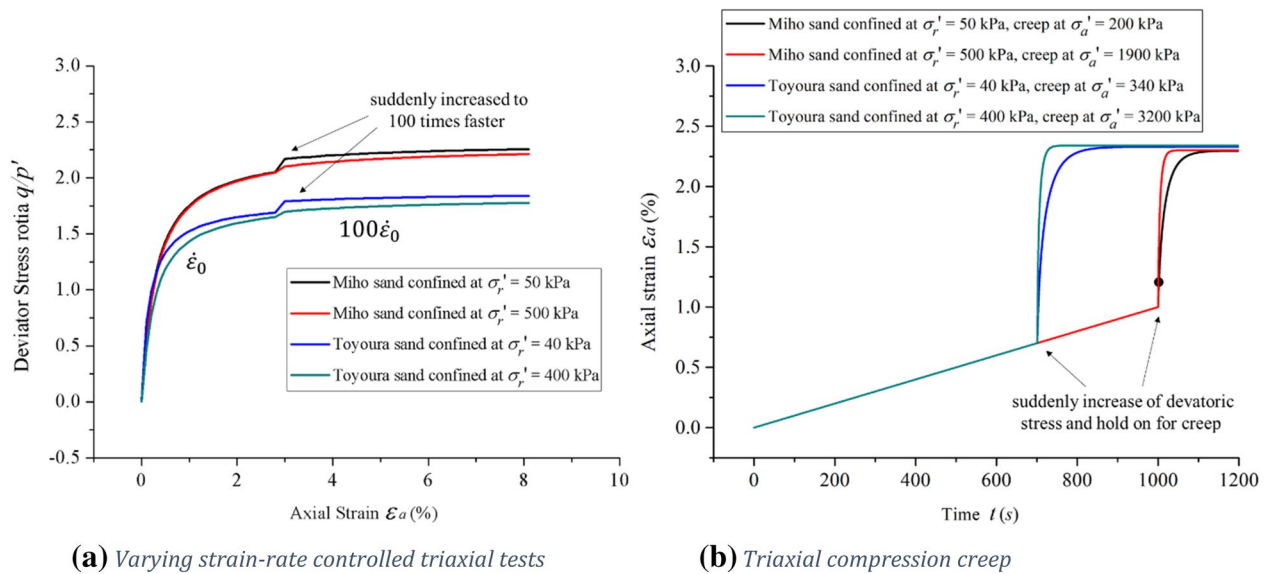 3.0
2.5
2.0
1.5
1.0
0.5
0.0
-0.5
Deviator Stress rotia q/p'
suddenly increased to
100 times faster
ε̇₀
100ε̇₀
Miho sand confined at σᵣ' = 50 kPa
Miho sand confined at σᵣ' = 500 kPa
Toyoura sand confined at σᵣ' = 40 kPa
Toyoura sand confined at σᵣ' = 400 kPa
0 2 4 6 8 10
Axial Strain εₐ(%)
(a) Varying strain-rate controlled triaxial tests
Miho sand confined at σᵣ' = 50 kPa, creep at σₐ' = 200 kPa
Miho sand confined at σᵣ' = 500 kPa, creep at σₐ' = 1900 kPa
Toyoura sand confined at σᵣ' = 40 kPa, creep at σₐ' = 340 kPa
Toyoura sand confined at σᵣ' = 400 kPa, creep at σₐ' = 3200 kPa
3.0
2.5
2.0
1.5
1.0
0.5
0.0
Axial strain εₐ(%)
suddenly increase of devatoric
stress and hold on for creep
0 200 400 600 800 1000 1200
Time t(s)
(b) Triaxial compression creep